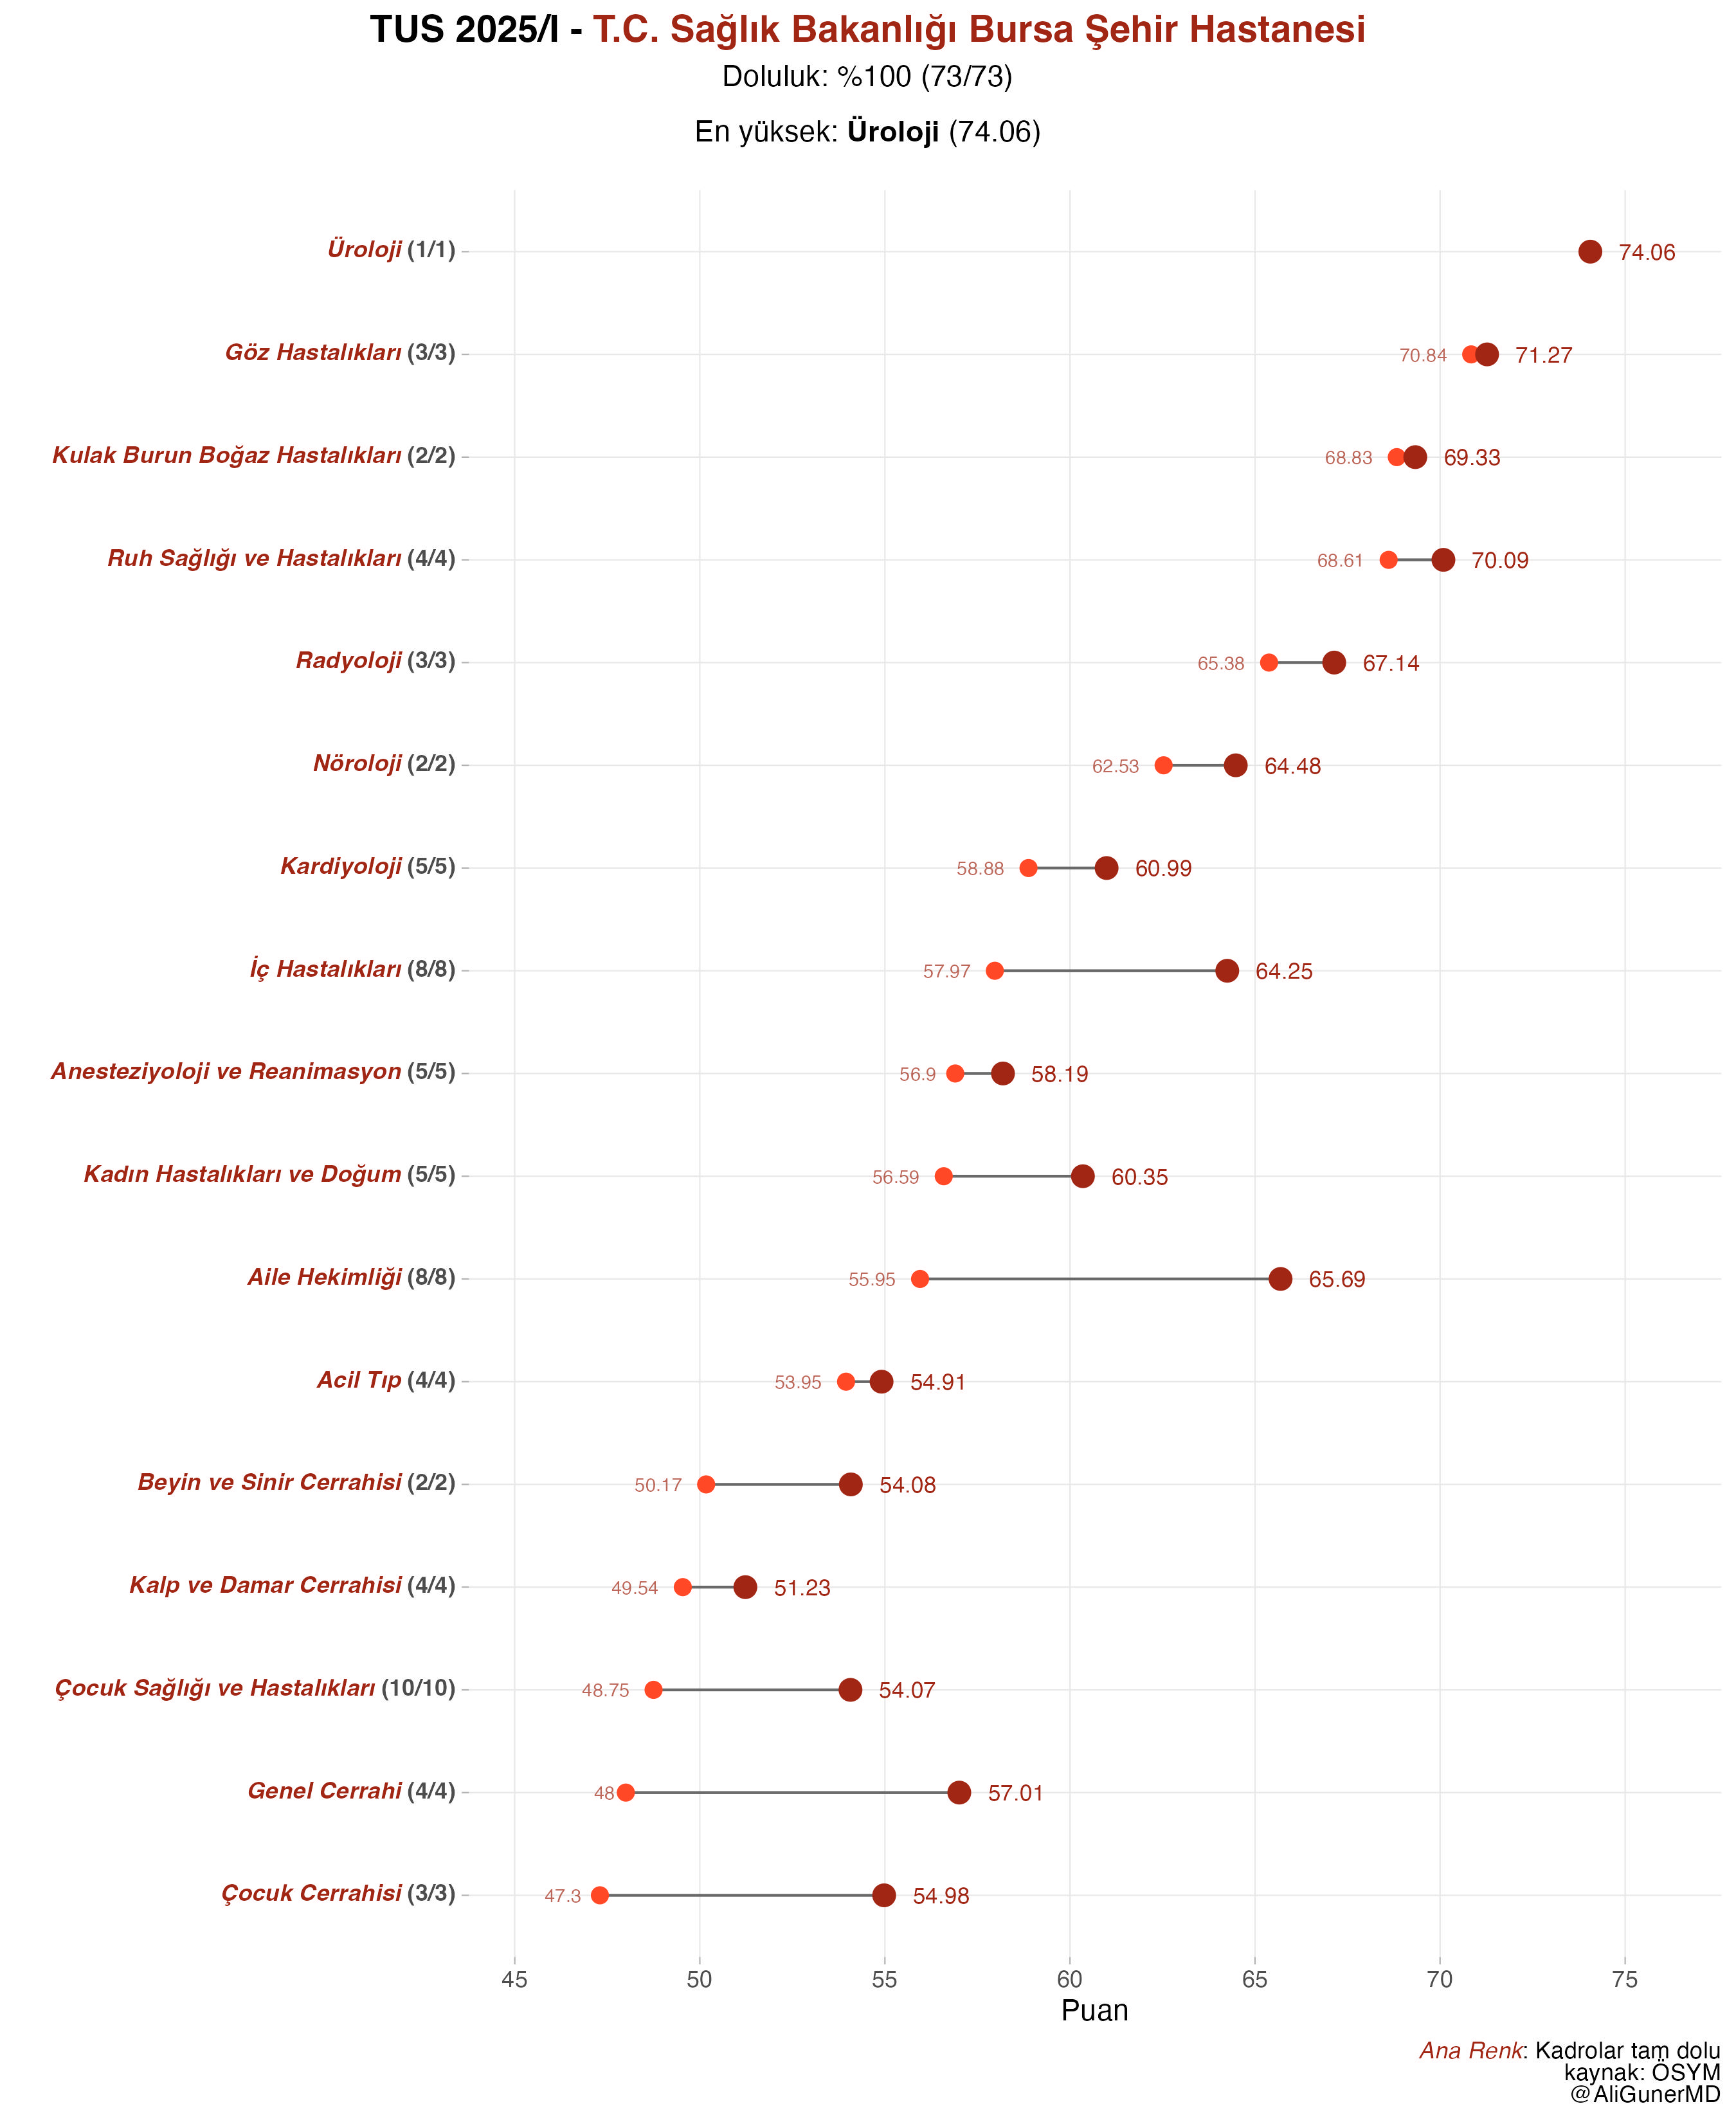 TUS 2025/I - T.C. Sağlık Bakanlığı Bursa Şehir Hastanesi
Doluluk: %100 (73/73)
En yüksek: Üroloji (74.06)
Üroloji (1/1) 74.06
Göz Hastalıkları (3/3) 70.84 71.27
Kulak Burun Boğaz Hastalıkları (2/2) 68.83 69.33
Ruh Sağlığı ve Hastalıkları (4/4) 68.61 70.09
Radyoloji (3/3) 65.38 67.14
Nöroloji (2/2) 62.53 64.48
Kardiyoloji (5/5) 58.88 60.99
İç Hastalıkları (8/8) 57.97 64.25
Anesteziyoloji ve Reanimasyon (5/5) 56.9 58.19
Kadın Hastalıkları ve Doğum (5/5) 56.59 60.35
Aile Hekimliği (8/8) 55.95 65.69
Acil Tıp (4/4) 53.95 54.91
Beyin ve Sinir Cerrahisi (2/2) 50.17 54.08
Kalp ve Damar Cerrahisi (4/4) 49.54 51.23
Çocuk Sağlığı ve Hastalıkları (10/10) 48.75 54.07
Genel Cerrahi (4/4) 48 57.01
Çocuk Cerrahisi (3/3) 47.3 54.98
45 50 55 60 65 70 75
Puan
Ana Renk: Kadrolar tam dolu
kaynak: ÖSYM
@AliGunerMD